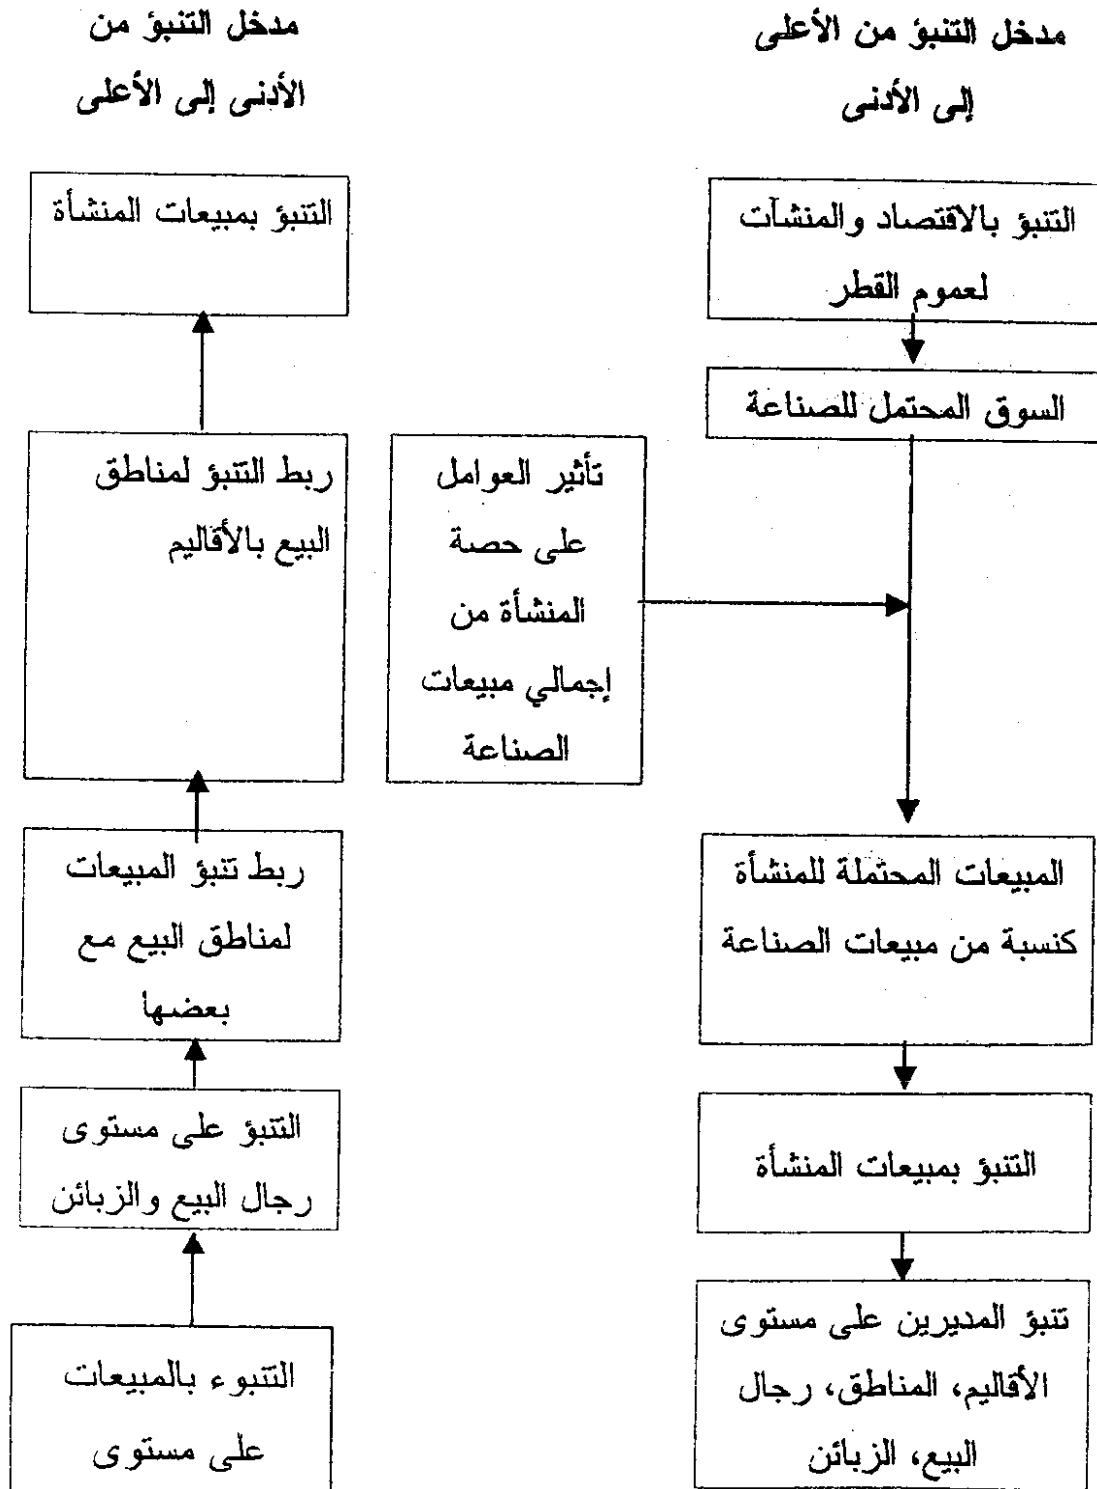 مدخل التنبؤ من الأعلى
إلى الأدنى
التنبؤ بالاقتصاد والمنشآت
لعموم القطر
السوق المحتمل للصناعة
تأثير العوامل
على حصة
المنشأة من
إجمالي مبيعات
الصناعة
المبيعات المحتملة للمنشأة
كنسبة من مبيعات الصناعة
التنبؤ بمبيعات المنشأة
تنبؤ المديرين على مستوى
الأقاليم، المناطق، رجال
البيع، الزبائن
مدخل التنبؤ من
الأدنى إلى الأعلى
التنبؤ بمبيعات المنشأة
ربط التنبؤ لمناطق
البيع بالأقاليم
ربط تنبؤ المبيعات
لمناطق البيع مع
بعضها
التنبؤ على مستوى
رجال البيع والزبائن
التنبوء بالمبيعات
على مستوى